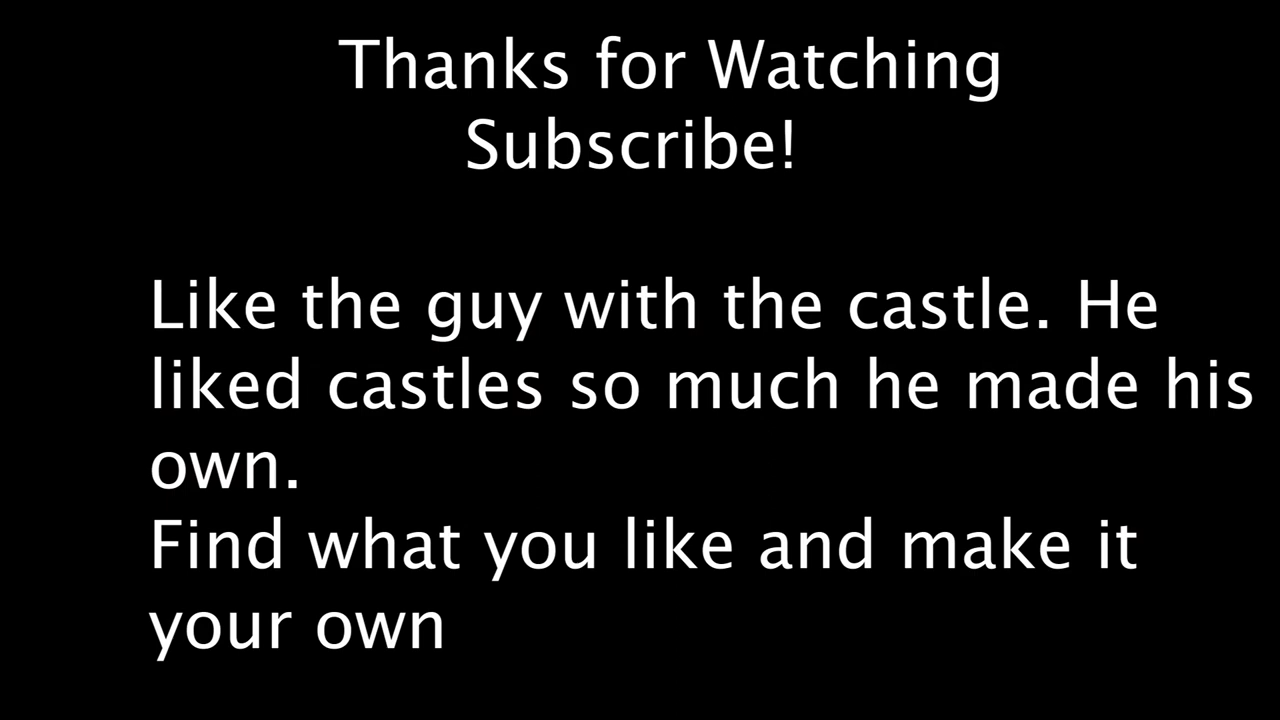 Thanks for Watching
Subscribe!
Like the guy with the castle. He
liked castles so much he made his
own.
Find what you like and make it
your own